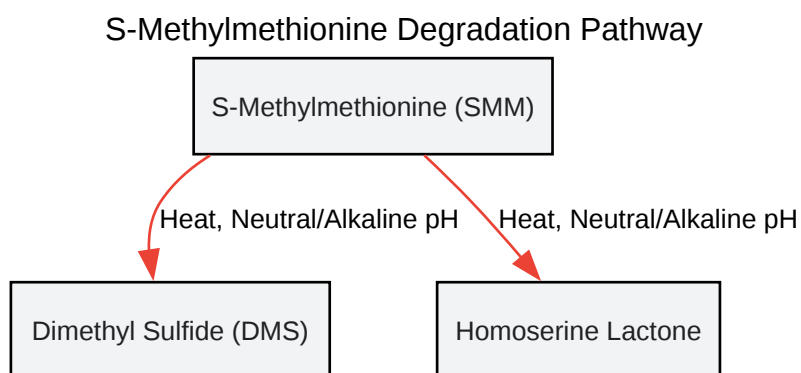 S-Methylmethionine Degradation Pathway
S-Methylmethionine (SMM)
Heat, Neutral/Alkaline pH
Heat, Neutral/Alkaline pH
Dimethyl Sulfide (DMS)
Homoserine Lactone